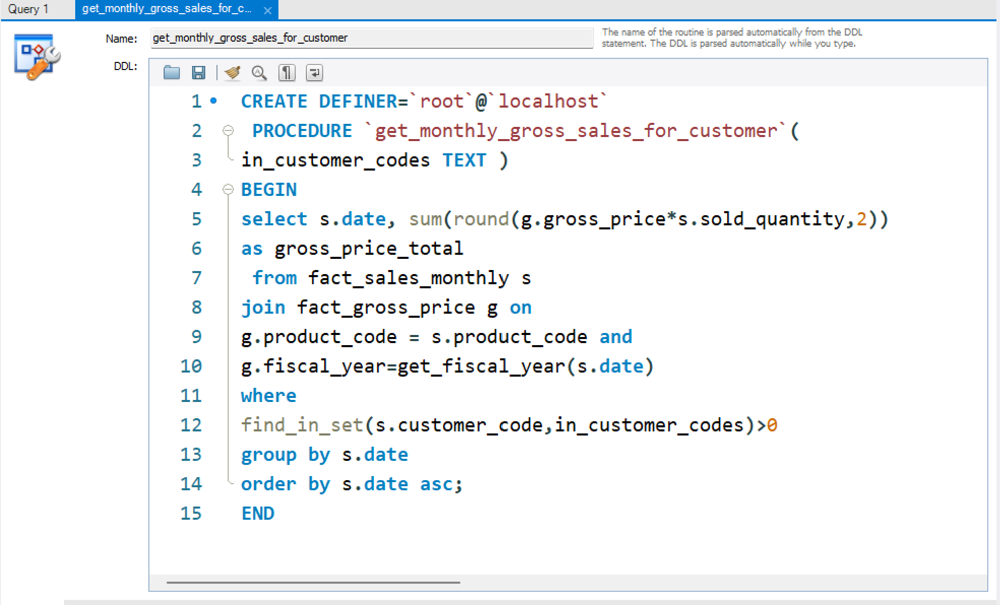 Query 1
get_monthly_gross_sales_for_c...
Name:
get_monthly_gross_sales_for_customer
The name of the routine is parsed automatically from the DDL
statement. The DDL is parsed automatically while you type.
DDL:
1 CREATE DEFINER=`root`@`localhost`
2 PROCEDURE `get_monthly_gross_sales_for_customer`(
3 in_customer_codes TEXT )
4 BEGIN
5 select s.date, sum(round(g.gross_price*s.sold_quantity,2))
6 as gross_price_total
7 from fact_sales_monthly s
8 join fact_gross_price g on
9 g.product_code = s.product_code and
10 g.fiscal_year=get_fiscal_year(s.date)
11 where
12 find_in_set(s.customer_code,in_customer_codes)>0
13 group by s.date
14 order by s.date asc;
15 END